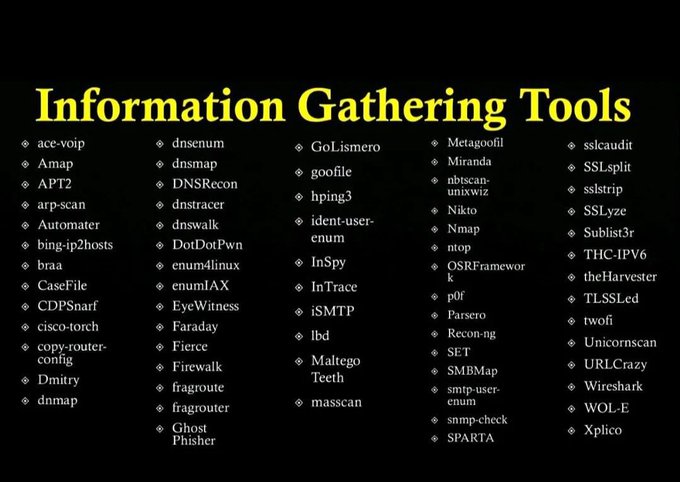 Information Gathering Tools
ace-voip
Amap
APT2
arp-scan
Automater
bing-ip2hosts
braa
CaseFile
CDPSnarf
cisco-torch
copy-router-
config
Dmitry
dnmap
dnsenum
dnsmap
DNSRecon
dnstracer
dnswalk
DotDotPwn
enum4linux
enumIAX
EyeWitness
Faraday
Fierce
Firewalk
fragroute
fragrouter
Ghost
Phisher
GoLismero
goofile
hping3
ident-user-
enum
InSpy
InTrace
iSMTP
lbd
Maltego
Teeth
masscan
Metagoofil
Miranda
nbtscan-
unixwiz
Nikto
Nmap
ntop
OSRFramewor
k
p0f
Parsero
Recon-ng
SET
SMBMap
smtp-user-
enum
snmp-check
SPARTA
sslcaudit
SSLsplit
sslstrip
SSLyze
Sublist3r
THC-IPV6
theHarvester
TLSSLed
twofi
Unicornscan
URLCrazy
Wireshark
WOL-E
Xplico